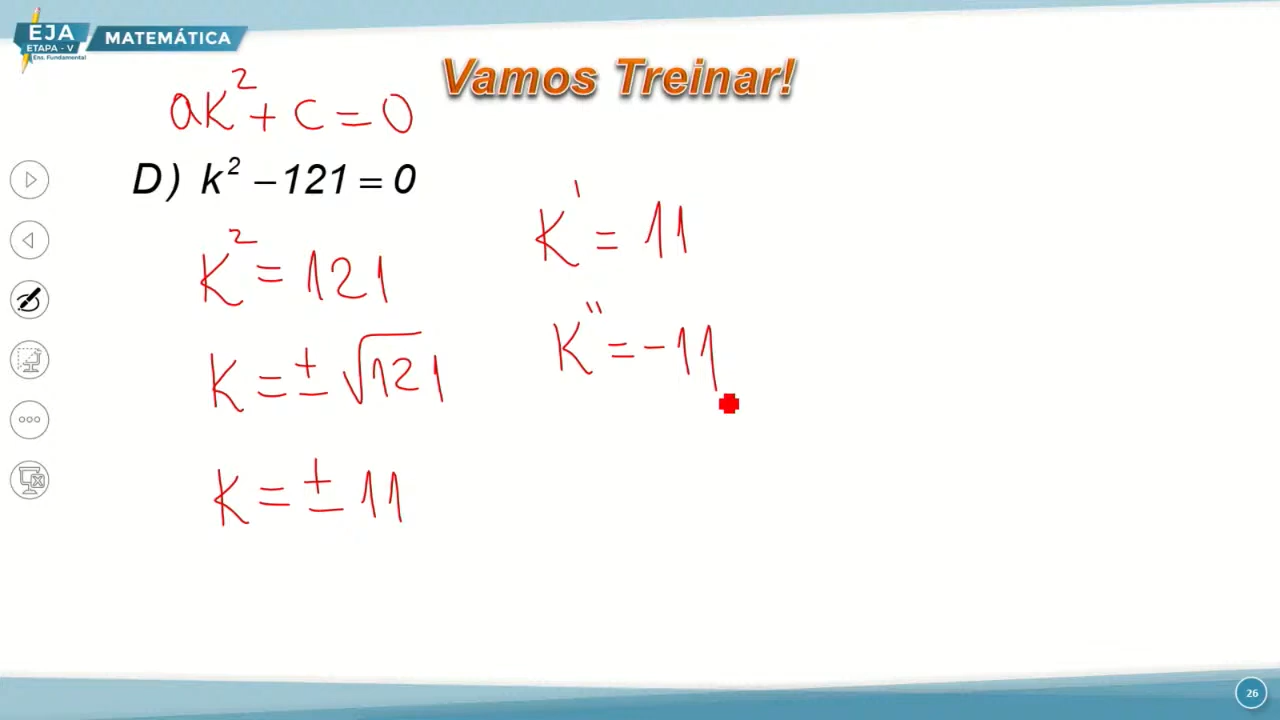 EJA
ETAPA - V
Ens. Fundamental
MATEMÁTICA
Vamos Treinar!
aK² + C = 0
D) k² – 121 = 0
K² = 121
K = ± √121
K = ± 11
K' = 11
K'' = -11
26